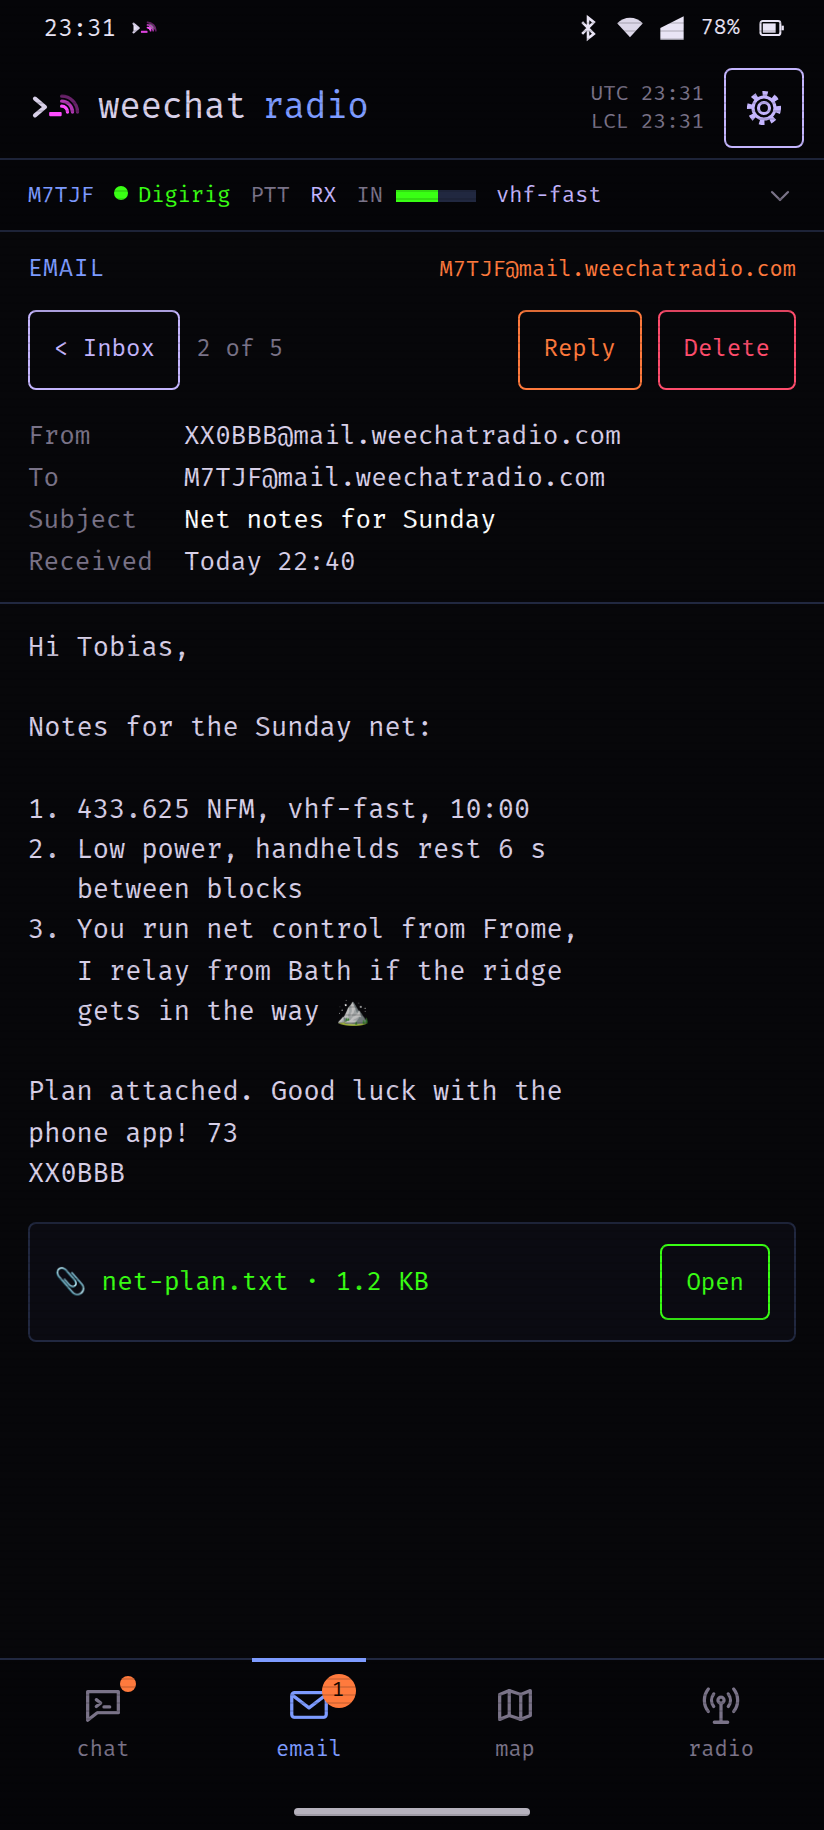 23:31 78%
weechat radio UTC 23:31
LCL 23:31
M7TJF Digirig PTT RX IN vhf-fast
EMAIL M7TJF@mail.weechatradio.com
< Inbox 2 of 5 Reply Delete
From XX0BBB@mail.weechatradio.com
To M7TJF@mail.weechatradio.com
Subject Net notes for Sunday
Received Today 22:40
Hi Tobias,
Notes for the Sunday net:
1. 433.625 NFM, vhf-fast, 10:00
2. Low power, handhelds rest 6 s
between blocks
3. You run net control from Frome,
I relay from Bath if the ridge
gets in the way
Plan attached. Good luck with the
phone app! 73
XX0BBB
net-plan.txt · 1.2 KB Open
1
chat email map radio